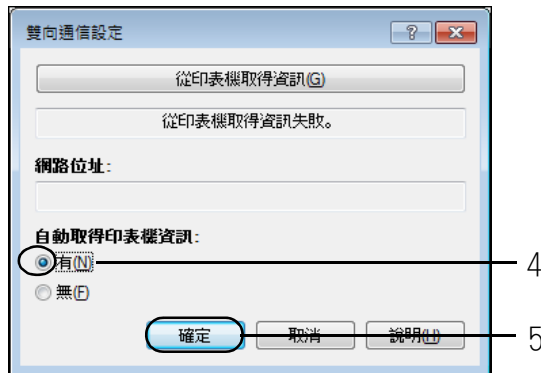 雙向通信設定
從印表機取得資訊(G)
從印表機取得資訊失敗。
網路位址:
自動取得印表機資訊:
有(N)
4
無(F)
確定 取消 説明(H)
5